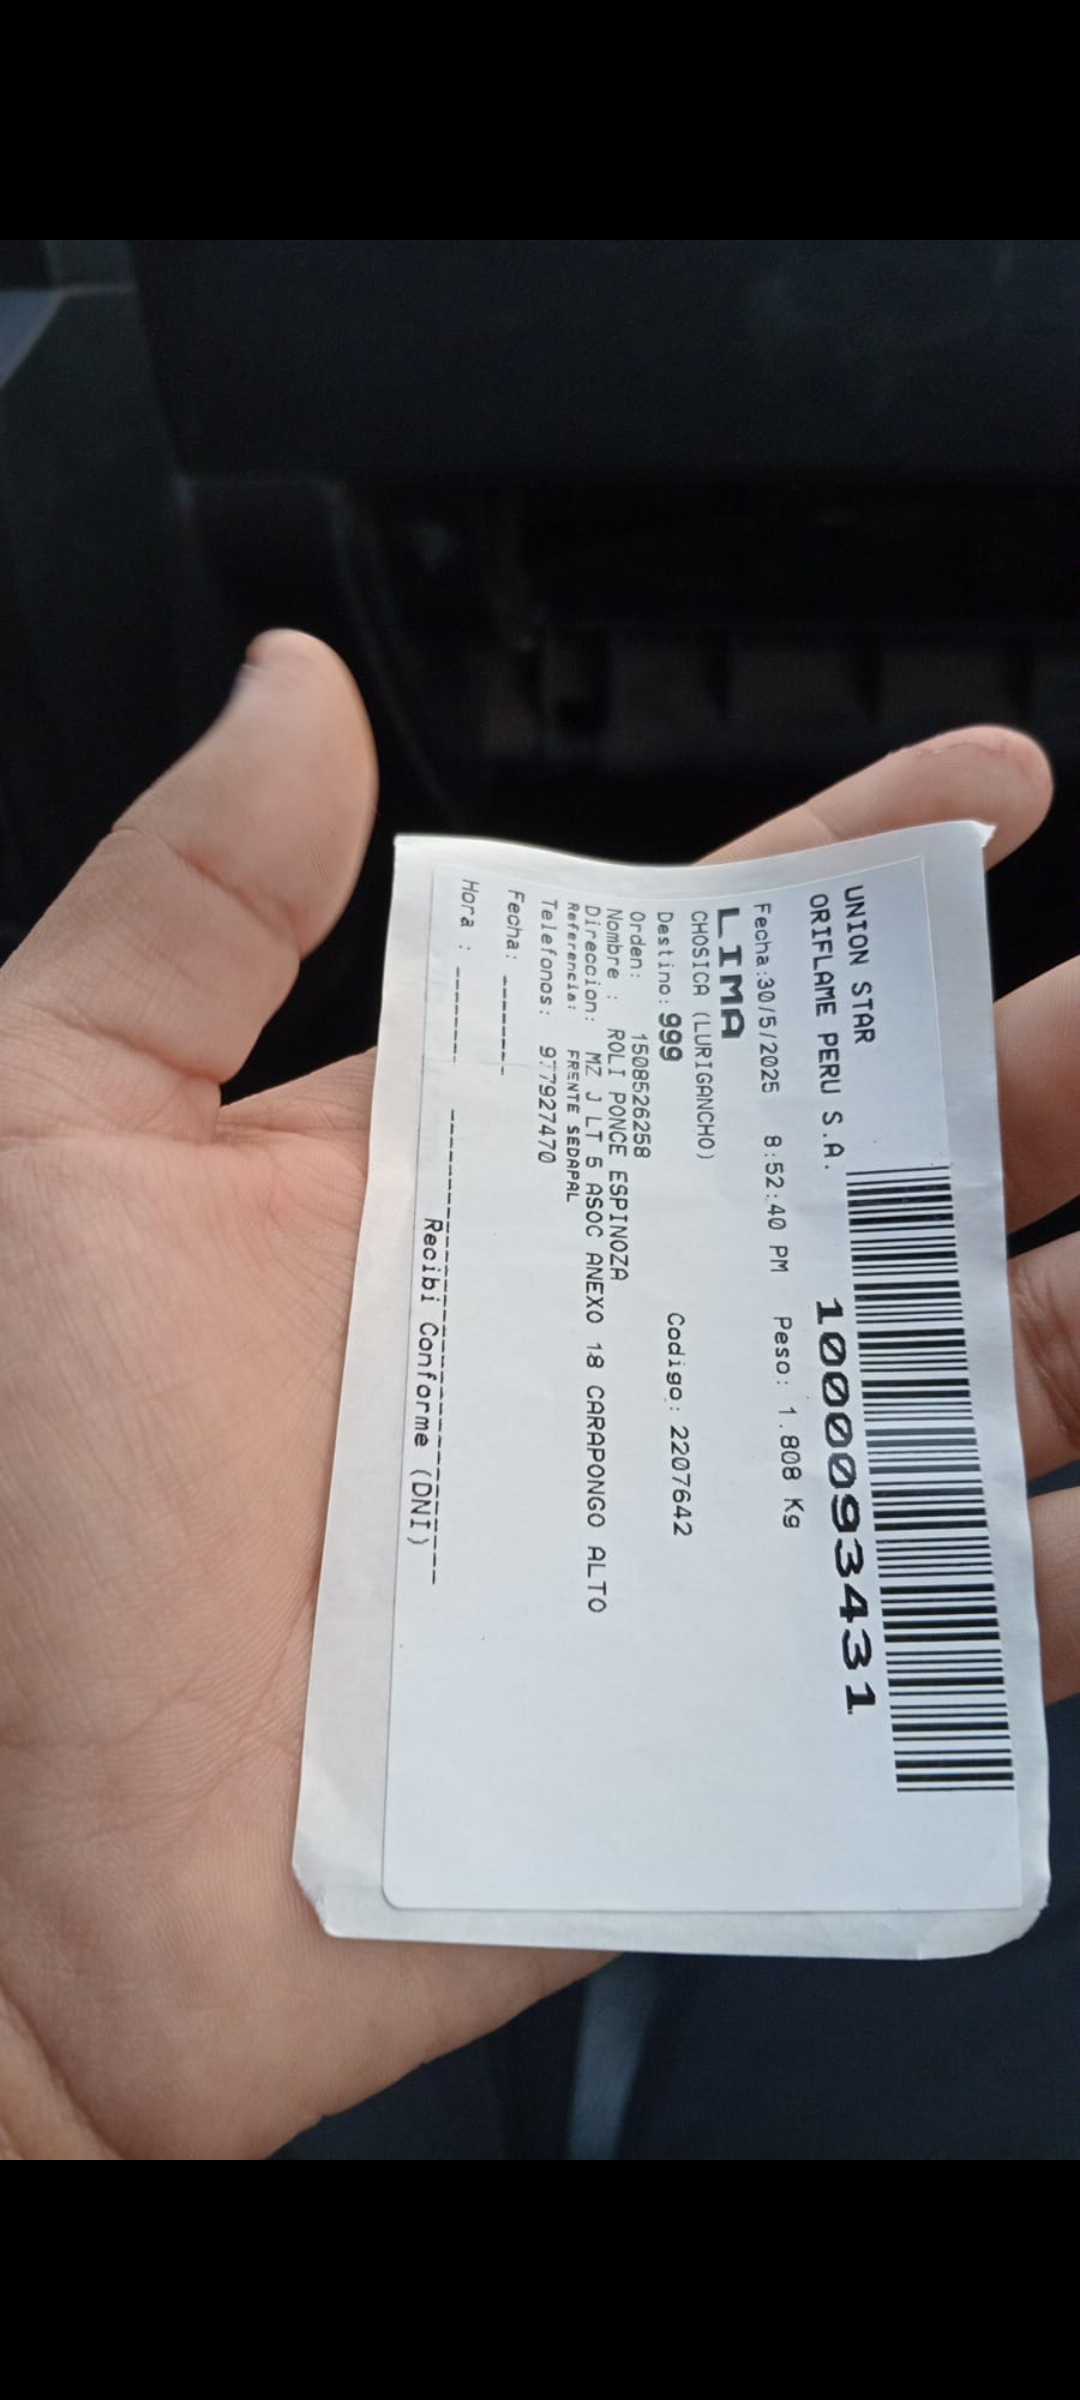 UNION STAR
ORIFLAME PERU S.A.
1000093431
Fecha:30/5/2025 8:52:40 PM Peso: 1.808 Kg
LIMA
CHOSICA (LURIGANCHO)
Destino: 999 Codigo: 2207642
Orden: 1508526258
Nombre : ROLI PONCE ESPINOZA
Direccion: MZ J LT 5 ASOC ANEXO 18 CARAPONGO ALTO
Referencia: FRENTE SEDAPAL
Telefonos: 977927470
Fecha: -------
Hora : -------
Recibi Conforme (DNI)